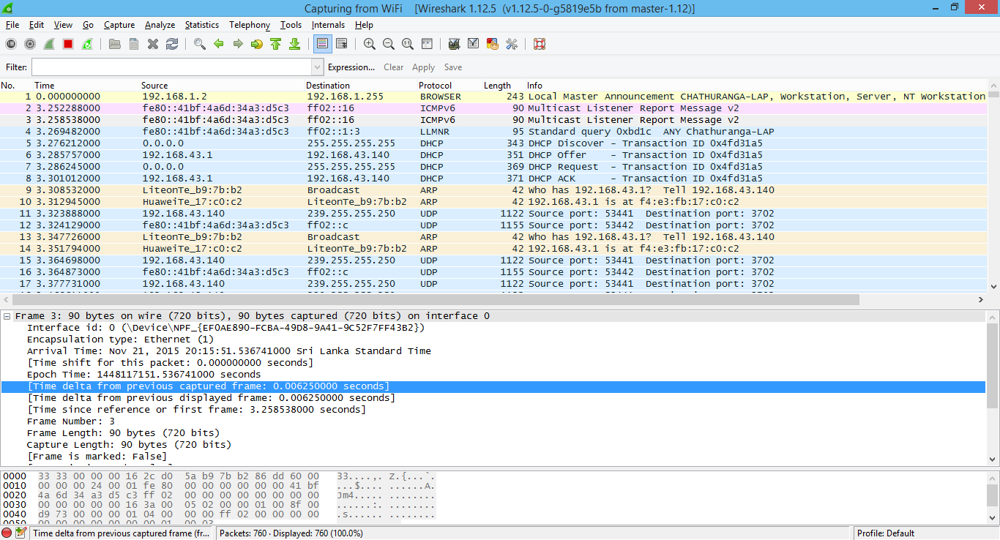 Capturing from WiFi [Wireshark 1.12.5 (v1.12.5-0-g5819e5b from master-1.12)]
File Edit View Go Capture Analyze Statistics Telephony Tools Internals Help
Filter: Expression... Clear Apply Save
No. Time Source Destination Protocol Length Info
1 0.000000000 192.168.1.2 192.168.1.255 BROWSER 243 Local Master Announcement CHATHURANGA-LAP, Workstation, Server, NT Workstation
2 3.252288000 fe80::41bf:4a6d:34a3:d5c3 ff02::16 ICMPv6 90 Multicast Listener Report Message v2
3 3.258538000 fe80::41bf:4a6d:34a3:d5c3 ff02::16 ICMPv6 90 Multicast Listener Report Message v2
4 3.269482000 fe80::41bf:4a6d:34a3:d5c3 ff02::1:3 LLMNR 95 Standard query 0xbd1c ANY Chathuranga-LAP
5 3.276212000 0.0.0.0 255.255.255.255 DHCP 343 DHCP Discover - Transaction ID 0x4fd31a5
6 3.285757000 192.168.43.1 192.168.43.140 DHCP 351 DHCP Offer - Transaction ID 0x4fd31a5
7 3.286245000 0.0.0.0 255.255.255.255 DHCP 369 DHCP Request - Transaction ID 0x4fd31a5
8 3.301012000 192.168.43.1 192.168.43.140 DHCP 371 DHCP ACK - Transaction ID 0x4fd31a5
9 3.308532000 LiteonTe_b9:7b:b2 Broadcast ARP 42 Who has 192.168.43.1? Tell 192.168.43.140
10 3.312945000 HuaweiTe_17:c0:c2 LiteonTe_b9:7b:b2 ARP 42 192.168.43.1 is at f4:e3:fb:17:c0:c2
11 3.323888000 192.168.43.140 239.255.255.250 UDP 1122 Source port: 53441 Destination port: 3702
12 3.324129000 fe80::41bf:4a6d:34a3:d5c3 ff02::c UDP 1155 Source port: 53442 Destination port: 3702
13 3.347726000 LiteonTe_b9:7b:b2 Broadcast ARP 42 Who has 192.168.43.1? Tell 192.168.43.140
14 3.351794000 HuaweiTe_17:c0:c2 LiteonTe_b9:7b:b2 ARP 42 192.168.43.1 is at f4:e3:fb:17:c0:c2
15 3.364698000 192.168.43.140 239.255.255.250 UDP 1122 Source port: 53441 Destination port: 3702
16 3.364873000 fe80::41bf:4a6d:34a3:d5c3 ff02::c UDP 1155 Source port: 53442 Destination port: 3702
17 3.377731000 192.168.43.140 239.255.255.250 UDP 1122 Source port: 53441 Destination port: 3702
Frame 3: 90 bytes on wire (720 bits), 90 bytes captured (720 bits) on interface 0
Interface id: 0 (\Device\NPF_{EF0AE890-FCBA-49D8-9A41-9C52F7FF43B2})
Encapsulation type: Ethernet (1)
Arrival Time: Nov 21, 2015 20:15:51.536741000 Sri Lanka Standard Time
[Time shift for this packet: 0.000000000 seconds]
Epoch Time: 1448117151.536741000 seconds
[Time delta from previous captured frame: 0.006250000 seconds]
[Time delta from previous displayed frame: 0.006250000 seconds]
[Time since reference or first frame: 3.258538000 seconds]
Frame Number: 3
Frame Length: 90 bytes (720 bits)
Capture Length: 90 bytes (720 bits)
[Frame is marked: False]
0000 33 33 00 00 00 16 2c d0 5a b9 7b b2 86 dd 60 00 33....,. Z.{...`.
0010 00 00 00 24 00 01 fe 80 00 00 00 00 00 00 41 bf ...$.... ......A.
0020 4a 6d 34 a3 d5 c3 ff 02 00 00 00 00 00 00 00 00 Jm4..... ........
0030 00 00 00 00 00 16 3a 00 05 02 00 00 01 00 8f 00 ......:. ........
0040 d9 73 00 00 00 01 04 00 00 00 ff 02 00 00 00 00 .s...... ........
0050 00 00 00 00 00 00 00 01 00 03
Time delta from previous captured frame (fr... Packets: 760 · Displayed: 760 (100.0%) Profile: Default